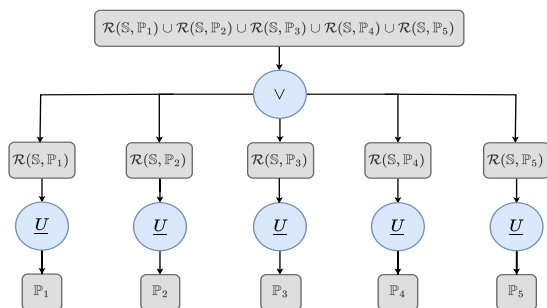 ℛ(𝕊, ℙ₁) ∪ ℛ(𝕊, ℙ₂) ∪ ℛ(𝕊, ℙ₃) ∪ ℛ(𝕊, ℙ₄) ∪ ℛ(𝕊, ℙ₅)
∨
ℛ(𝕊, ℙ₁) ℛ(𝕊, ℙ₂) ℛ(𝕊, ℙ₃) ℛ(𝕊, ℙ₄) ℛ(𝕊, ℙ₅)
U U U U U
ℙ₁ ℙ₂ ℙ₃ ℙ₄ ℙ₅